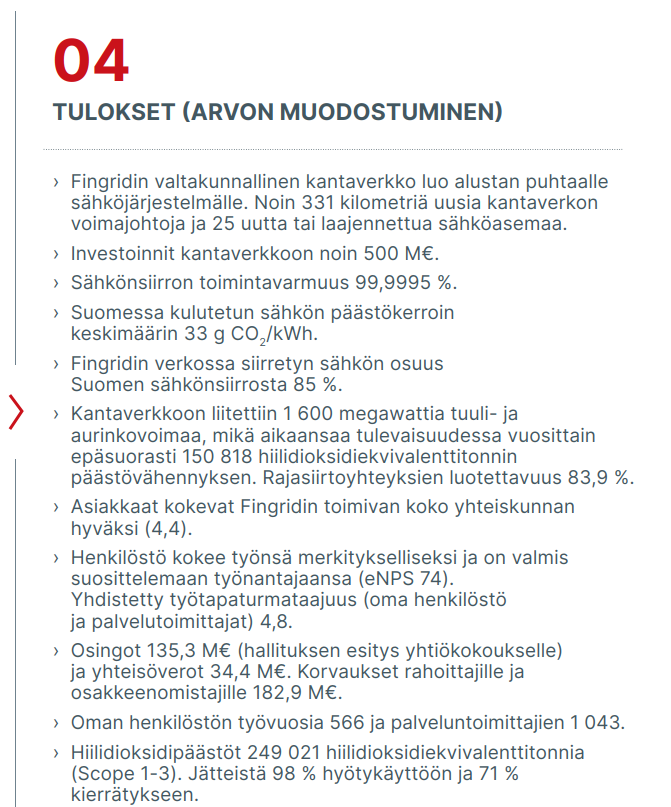 04
TULOKSET (ARVON MUODOSTUMINEN)
› Fingridin valtakunnallinen kantaverkko luo alustan puhtaalle
sähköjärjestelmälle. Noin 331 kilometriä uusia kantaverkon
voimajohtoja ja 25 uutta tai laajennettua sähköasemaa.
› Investoinnit kantaverkkoon noin 500 M€.
› Sähkönsiirron toimintavarmuus 99,9995 %.
› Suomessa kulutetun sähkön päästökerroin
keskimäärin 33 g CO₂/kWh.
› Fingridin verkossa siirretyn sähkön osuus
Suomen sähkönsiirrosta 85 %.
› Kantaverkkoon liitettiin 1 600 megawattia tuuli- ja
aurinkovoimaa, mikä aikaansaa tulevaisuudessa vuosittain
epäsuorasti 150 818 hiilidioksidiekvivalenttitonnin
päästövähennyksen. Rajasiirtoyhteyksien luotettavuus 83,9 %.
› Asiakkaat kokevat Fingridin toimivan koko yhteiskunnan
hyväksi (4,4).
› Henkilöstö kokee työnsä merkitykselliseksi ja on valmis
suosittelemaan työnantajaansa (eNPS 74).
Yhdistetty työtapaturmataajuus (oma henkilöstö
ja palvelutoimittajat) 4,8.
› Osingot 135,3 M€ (hallituksen esitys yhtiökokoukselle)
ja yhteisöverot 34,4 M€. Korvaukset rahoittajille ja
osakkeenomistajille 182,9 M€.
› Oman henkilöstön työvuosia 566 ja palveluntoimittajien 1 043.
› Hiilidioksidipäästöt 249 021 hiilidioksidiekvivalenttitonnia
(Scope 1-3). Jätteistä 98 % hyötykäyttöön ja 71 %
kierrätykseen.